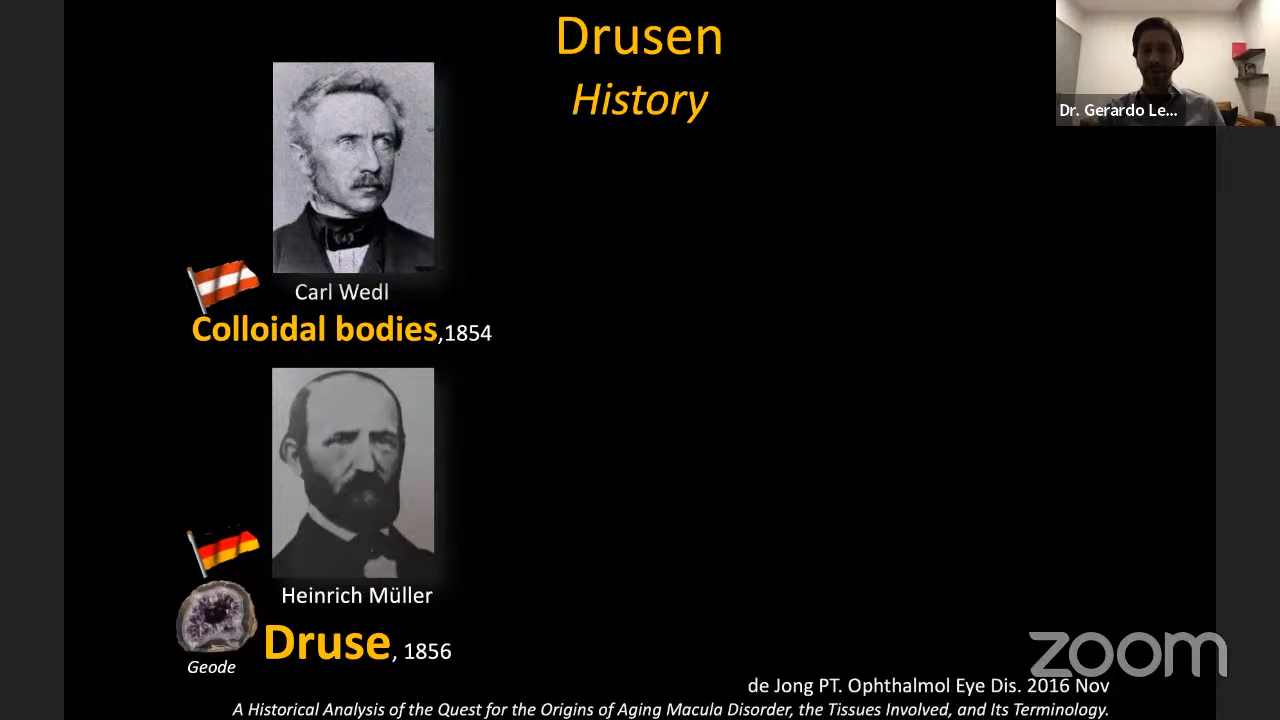 Drusen
History
Dr. Gerardo Le...
Carl Wedl
Colloidal bodies,1854
Heinrich Müller
Druse, 1856
Geode
zoom
de Jong PT. Ophthalmol Eye Dis. 2016 Nov
A Historical Analysis of the Quest for the Origins of Aging Macula Disorder, the Tissues Involved, and Its Terminology.